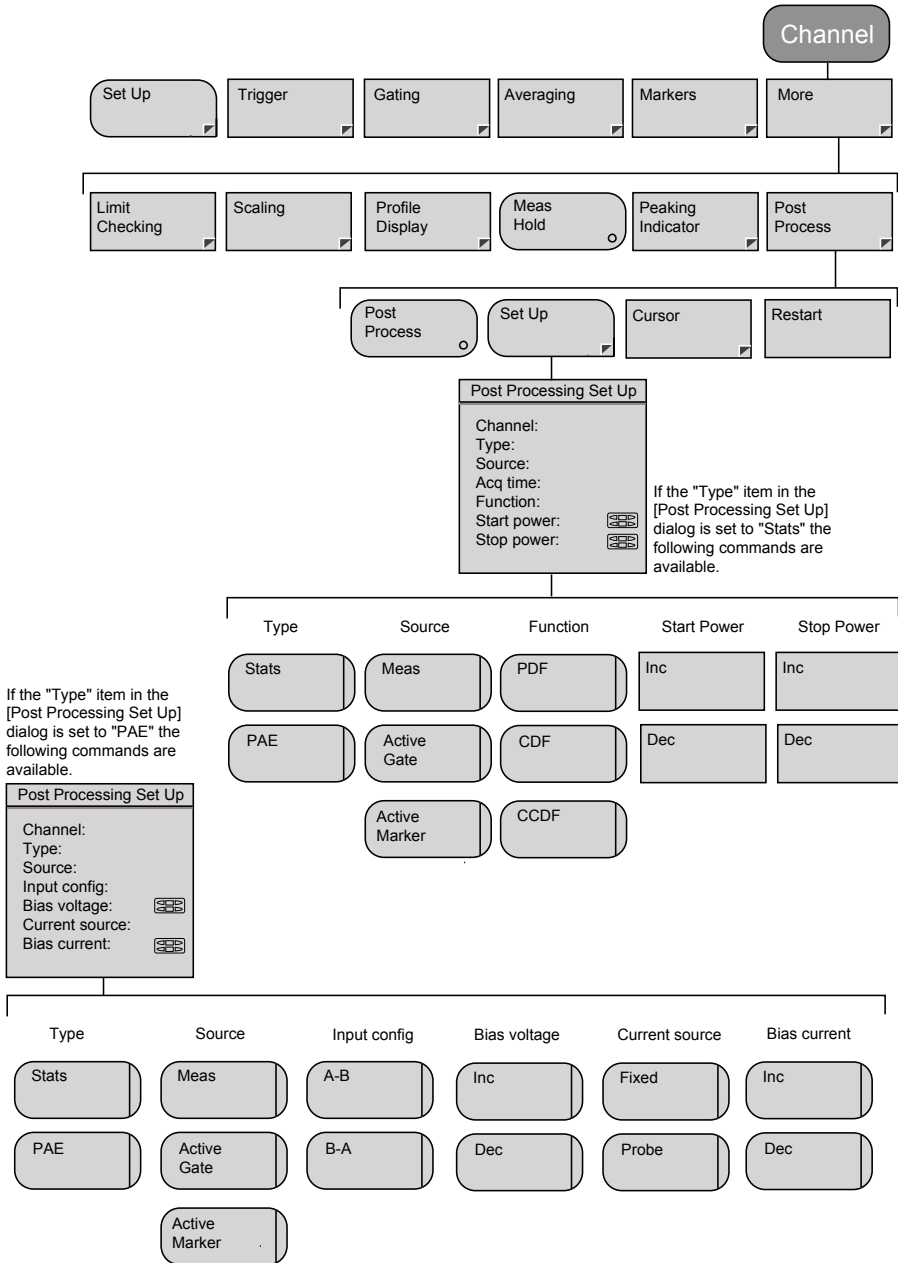 Channel
Set Up
Trigger
Gating
Averaging
Markers
More
Limit
Checking
Scaling
Profile
Display
Meas
Hold
Peaking
Indicator
Post
Process
Post
Process
Set Up
Cursor
Restart
Post Processing Set Up
Channel:
Type:
Source:
Acq time:
Function:
Start power:
Stop power:
If the "Type" item in the
[Post Processing Set Up]
dialog is set to "Stats" the
following commands are
available.
Type
Source
Function
Start Power
Stop Power
Stats
Meas
PDF
Inc
Inc
PAE
Active
Gate
CDF
Dec
Dec
Active
Marker
CCDF
If the "Type" item in the
[Post Processing Set Up]
dialog is set to "PAE" the
following commands are
available.
Post Processing Set Up
Channel:
Type:
Source:
Input config:
Bias voltage:
Current source:
Bias current:
Type
Source
Input config
Bias voltage
Current source
Bias current
Stats
Meas
A-B
Inc
Fixed
Inc
PAE
Active
Gate
B-A
Dec
Probe
Dec
Active
Marker